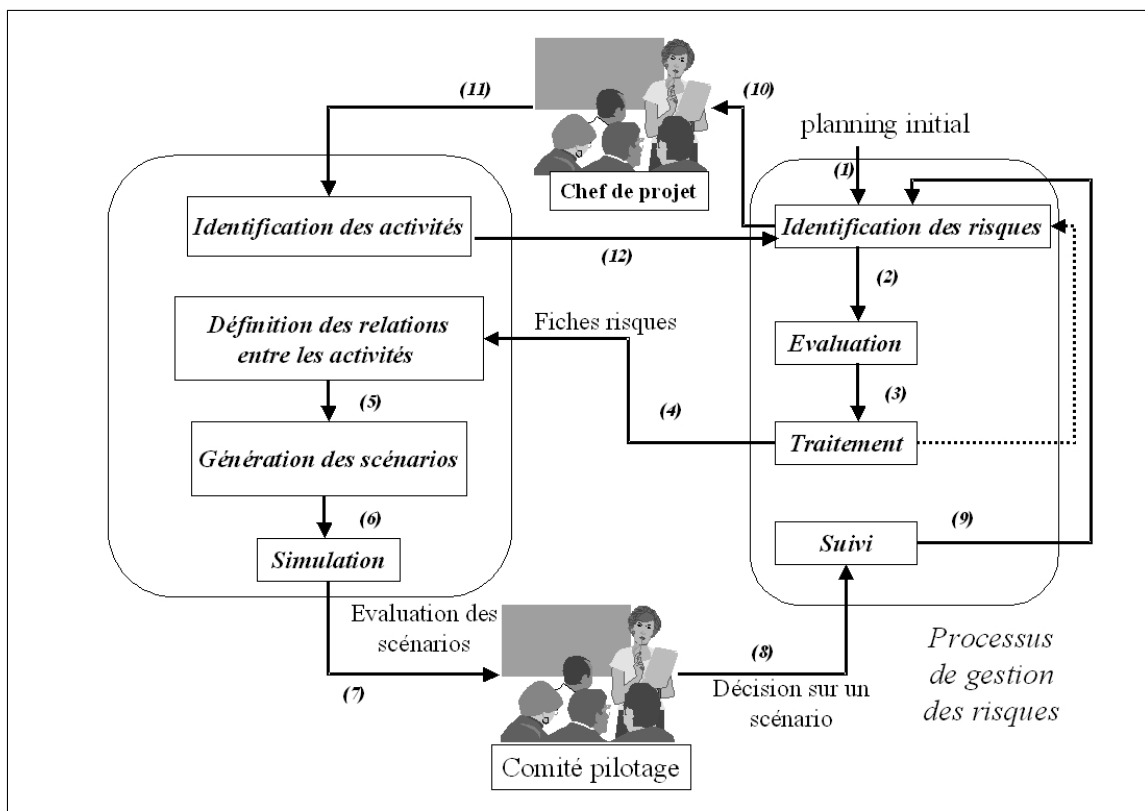 (11)
(10)
planning initial
(1)
Chef de projet
Identification des activités
Identification des risques
(12)
(2)
Définition des relations
entre les activités
Fiches risques
Evaluation
(5)
(4)
(3)
Génération des scénarios
Traitement
(6)
(9)
Simulation
Suivi
Evaluation des
scénarios
(7)
(8)
Décision sur un
scénario
Processus
de gestion
des risques
Comité pilotage